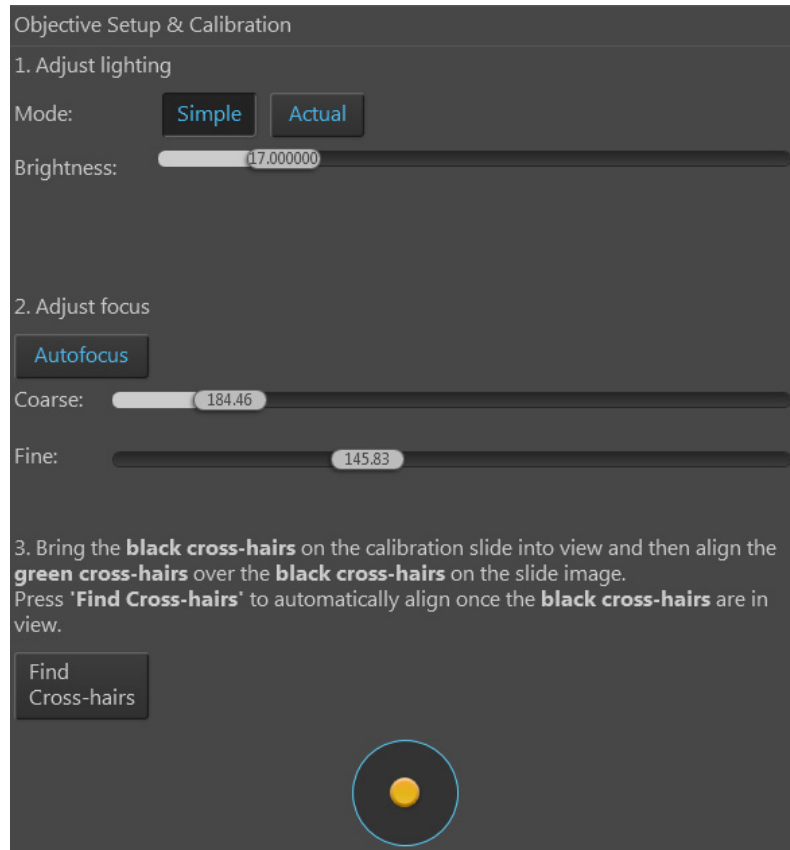 Objective Setup & Calibration
1. Adjust lighting
Mode: Simple Actual
Brightness: 17.000000
2. Adjust focus
Autofocus
Coarse: 184.46
Fine: 145.83
3. Bring the black cross-hairs on the calibration slide into view and then align the
green cross-hairs over the black cross-hairs on the slide image.
Press 'Find Cross-hairs' to automatically align once the black cross-hairs are in
view.
Find
Cross-hairs